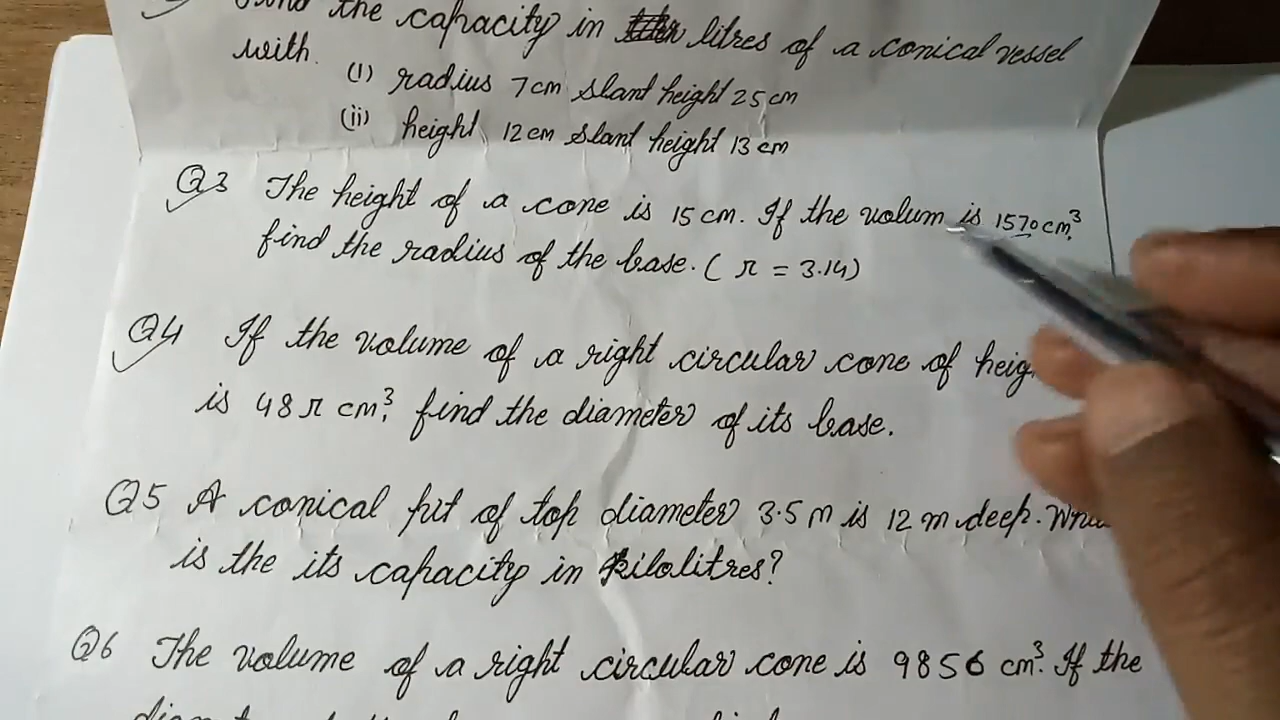 the capacity in litres of a conical vessel
with.
(i) radius 7cm slant height 25 cm
(ii) height 12cm slant height 13 cm
Q3 The height of a cone is 15 cm. If the volum is 1570 cm³.
find the radius of the base. ( π = 3.14)
Q4 If the volume of a right circular cone of heig
is 48π cm³, find the diameter of its base.
Q5 A conical pit of top diameter 3.5 m is 12 m deep.
is the its capacity in kilolitres?
Q6 The volume of a right circular cone is 9856 cm³. If the